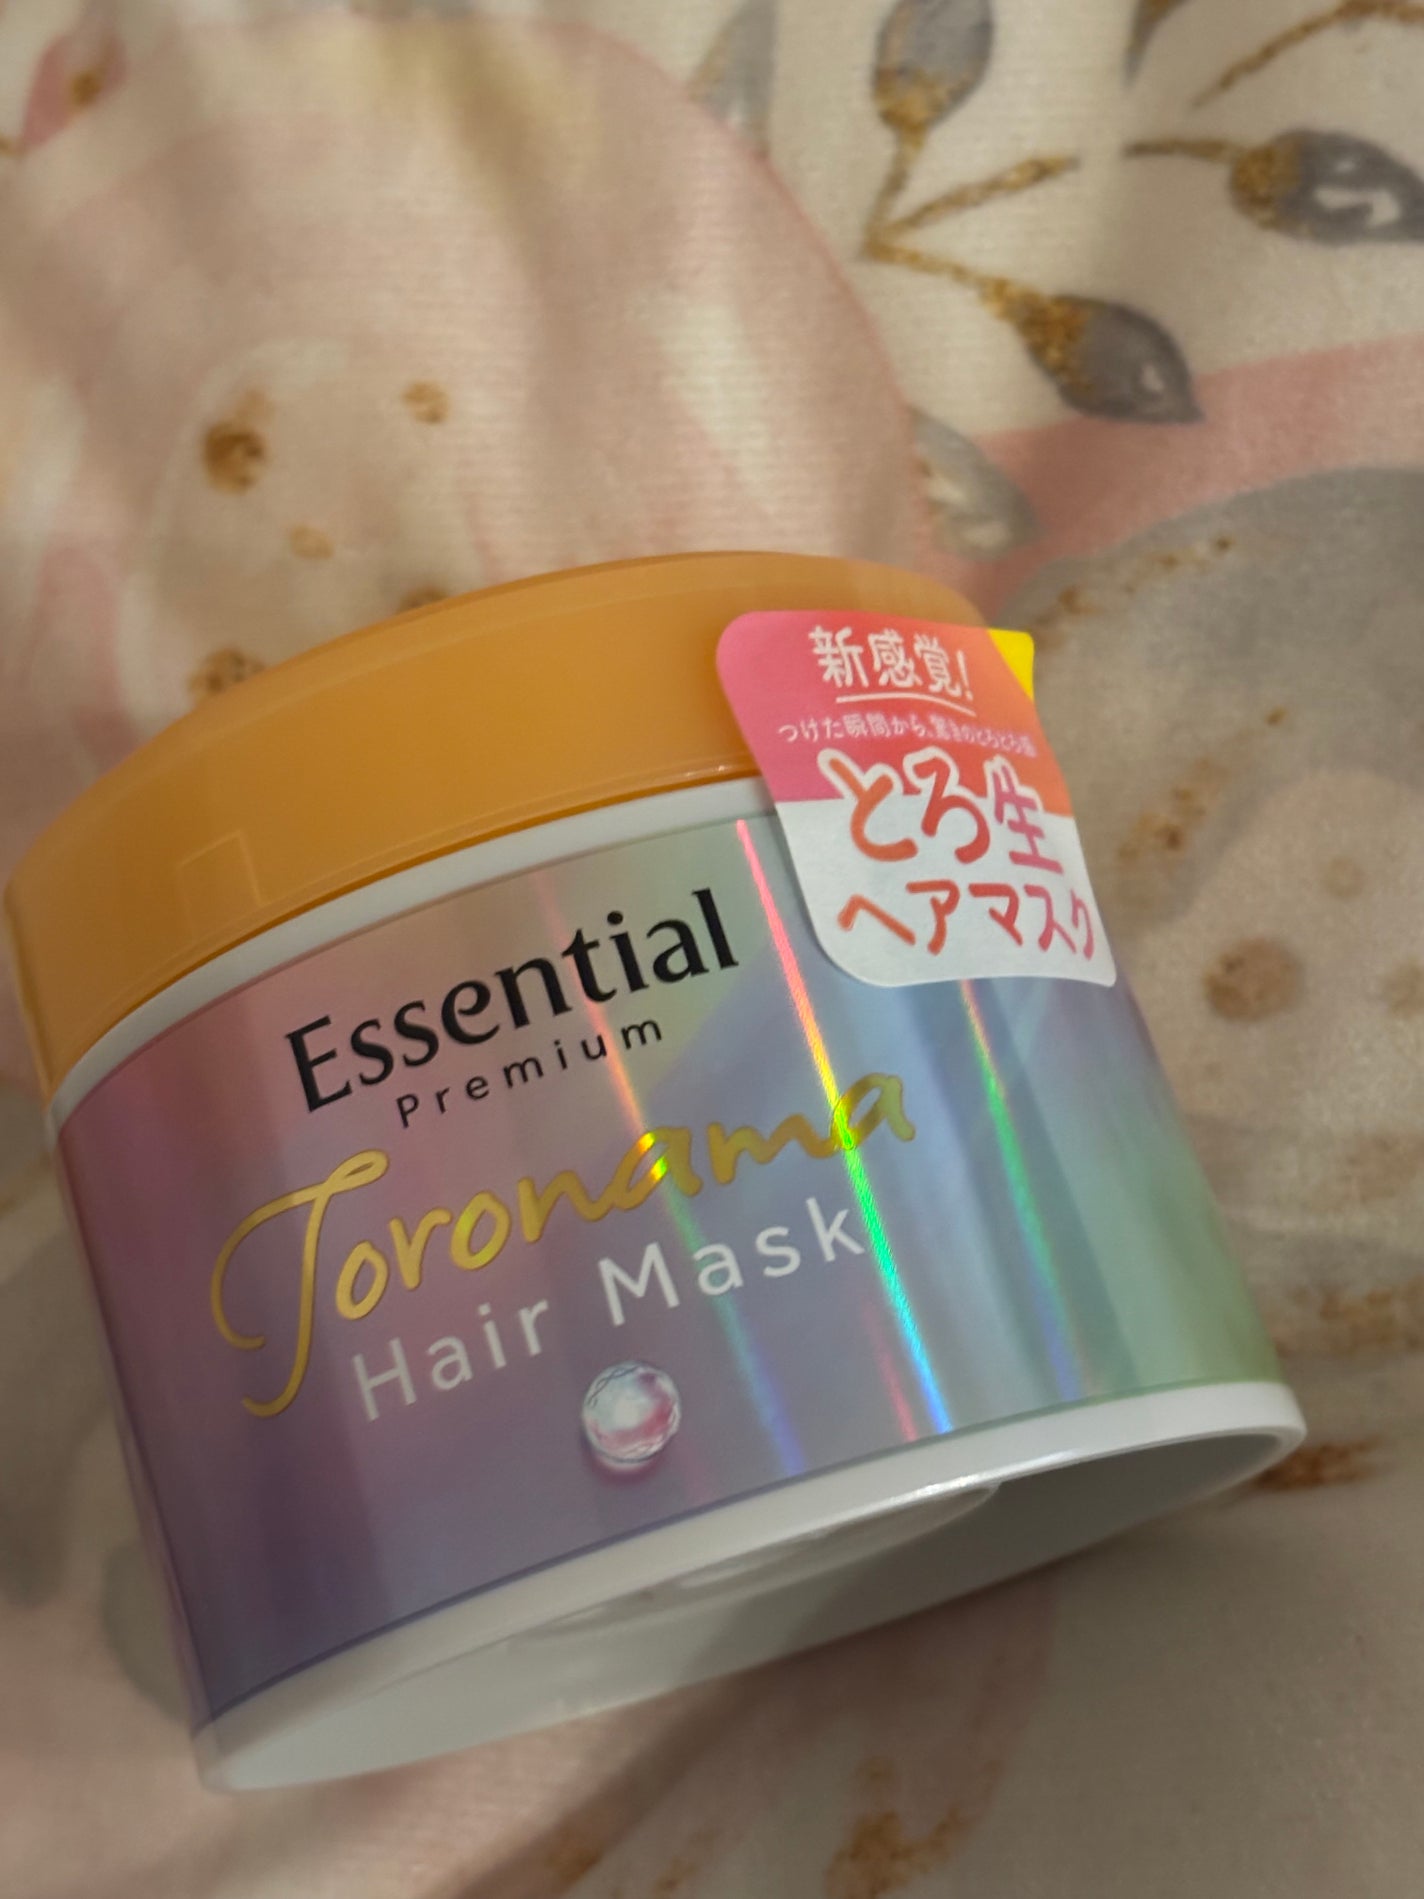 新感覚!
つけた瞬間から、驚きのとろとろ感
とろ生
ヘアマスク
Essential
Premium
Toronama
Hair Mask